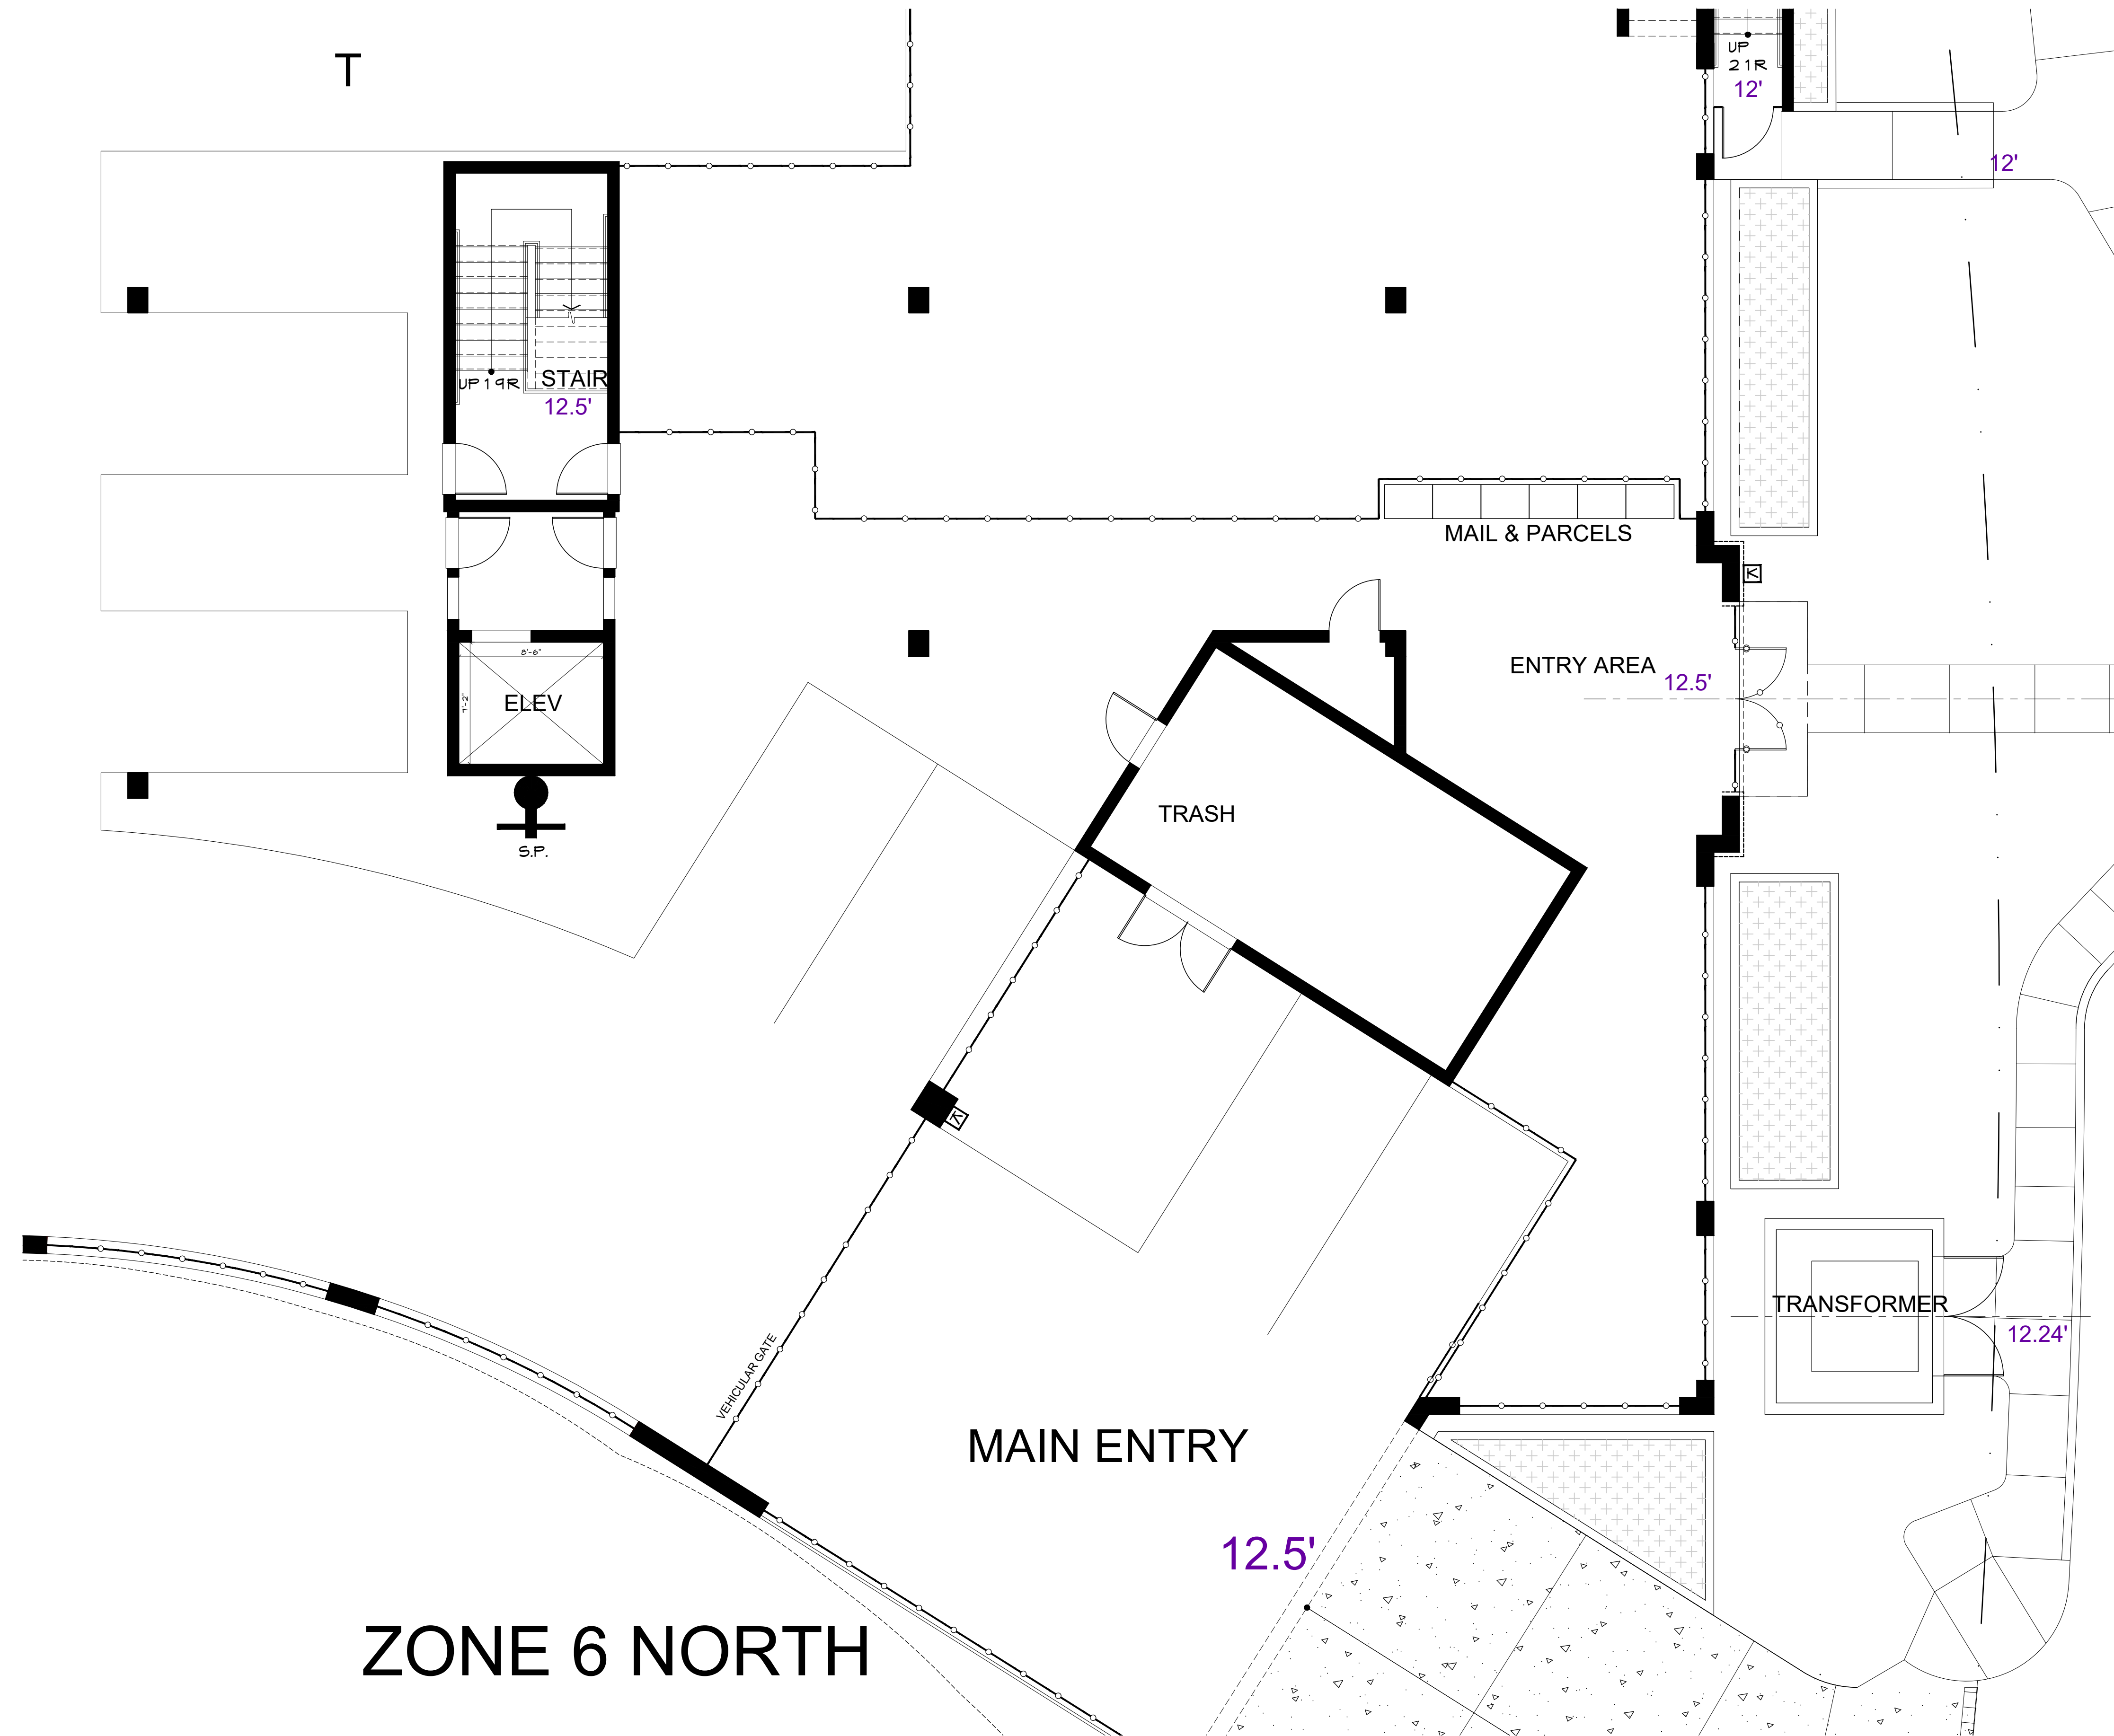 T
UP
21R
12'
12'
UP 19R
STAIR
12.5'
MAIL & PARCELS
K
8'-6"
7'-2"
ELEV
ENTRY AREA
12.5'
TRASH
S.P.
K
VEHICULAR GATE
TRANSFORMER
12.24'
MAIN ENTRY
12.5'
ZONE 6 NORTH